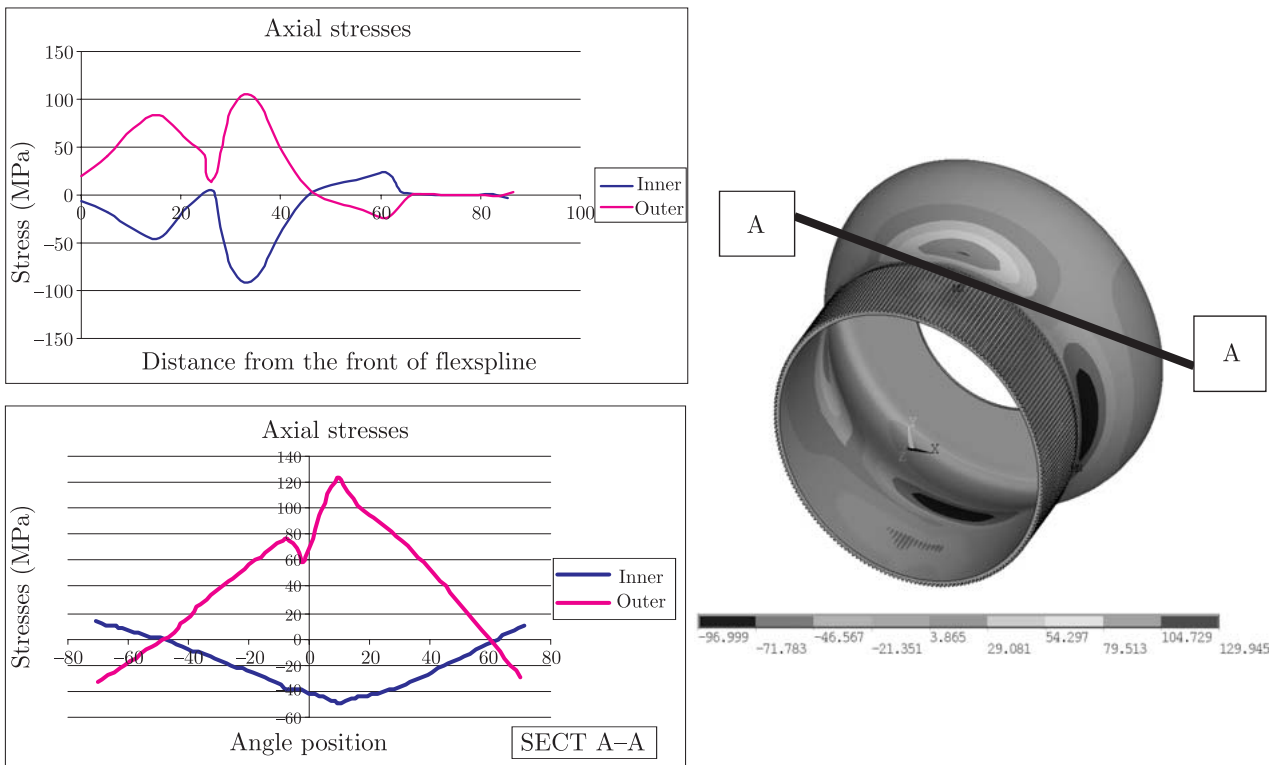 Axial stresses
150
100
50
0
−50
−100
−150
0 20 40 60 80 100
Stress (MPa)
Distance from the front of flexspline
Inner
Outer
Axial stresses
140
120
100
80
60
40
20
0
−20
−40
−60
−80 −60 −40 −20 0 20 40 60 80
Stresses (MPa)
Angle position
Inner
Outer
SECT A–A
A
A
X
−96.999 −46.567 3.865 54.297 104.729
−71.783 −21.351 29.081 79.513 129.945